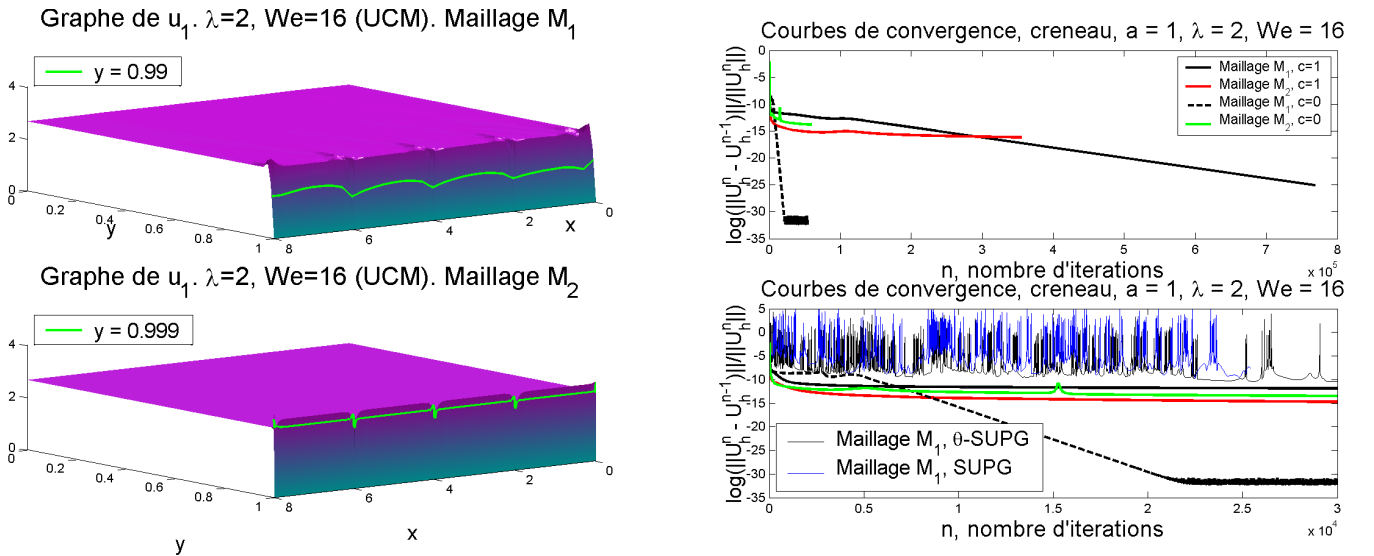 Graphe de u1. λ=2, We=16 (UCM). Maillage M1
y = 0.99
4
2
0
0
0.2
0.4
0.6
0.8
1
y
8
6
4
2
0
x
Graphe de u1. λ=2, We=16 (UCM). Maillage M2
y = 0.999
4
2
0
0
0.2
0.4
0.6
0.8
1
y
8
6
4
2
0
x
Courbes de convergence, creneau, a = 1, λ = 2, We = 16
log(||U_h^n - U_h^n-1)||/||U_h^n||)
0
-5
-10
-15
-20
-25
-30
-35
Maillage M1, c=1
Maillage M2, c=1
Maillage M1, c=0
Maillage M2, c=0
0 1 2 3 4 5 6 7 8
x 10^5
n, nombre d'iterations
Courbes de convergence, creneau, a = 1, λ = 2, We = 16
log(||U_h^n - U_h^n-1)||/||U_h^n||)
5
0
-5
-10
-15
-20
-25
-30
-35
Maillage M1, θ-SUPG
Maillage M1, SUPG
0 0.5 1 1.5 2 2.5 3
x 10^4
n, nombre d'iterations